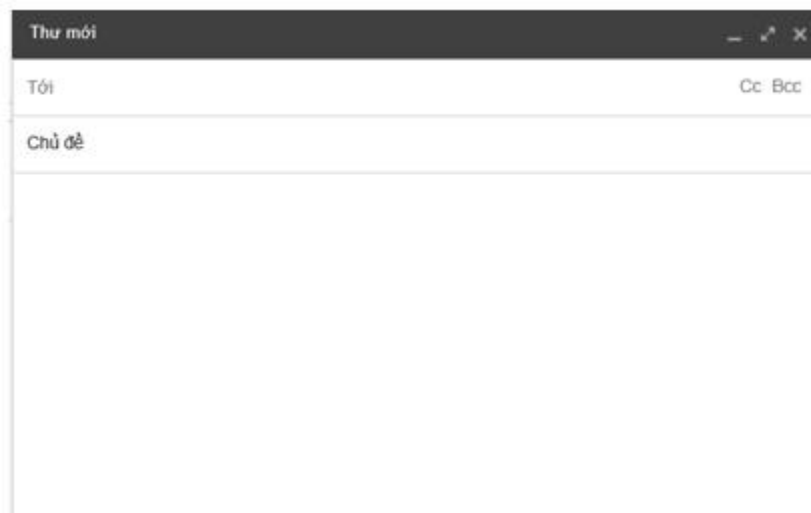 Thư mới
Tới Cc Bcc
Chủ đề